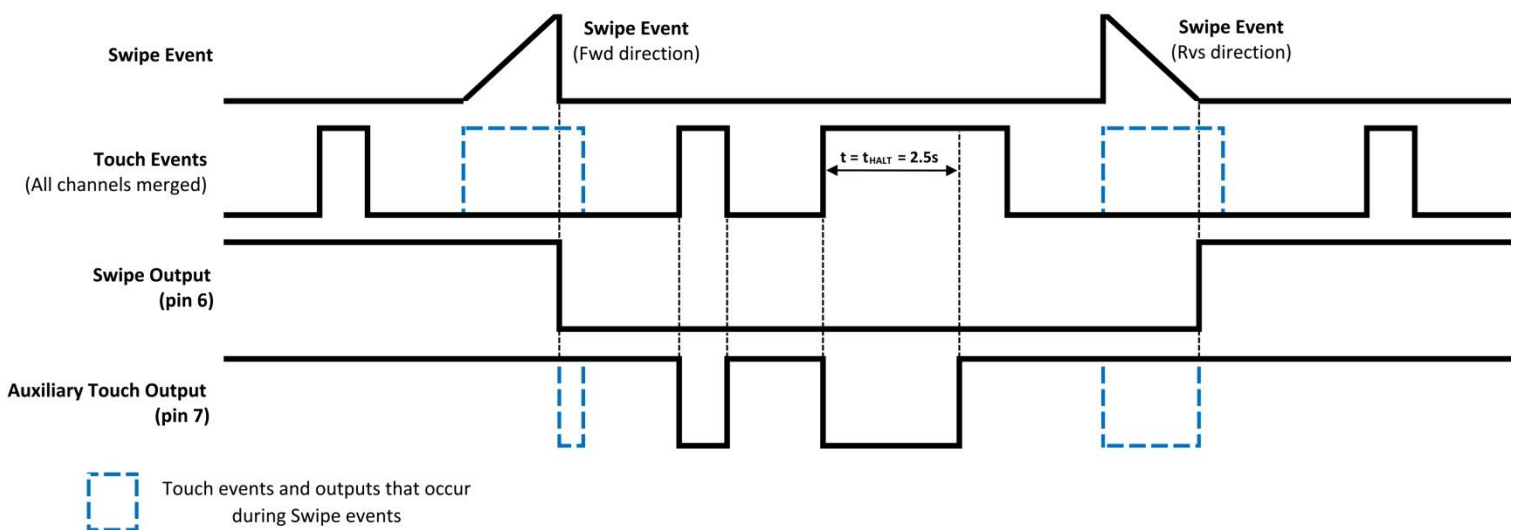 Swipe Event
Swipe Event
(Fwd direction)
Swipe Event
(Rvs direction)
Touch Events
(All channels merged)
t = tHALT = 2.5s
Swipe Output
(pin 6)
Auxiliary Touch Output
(pin 7)
Touch events and outputs that occur
during Swipe events